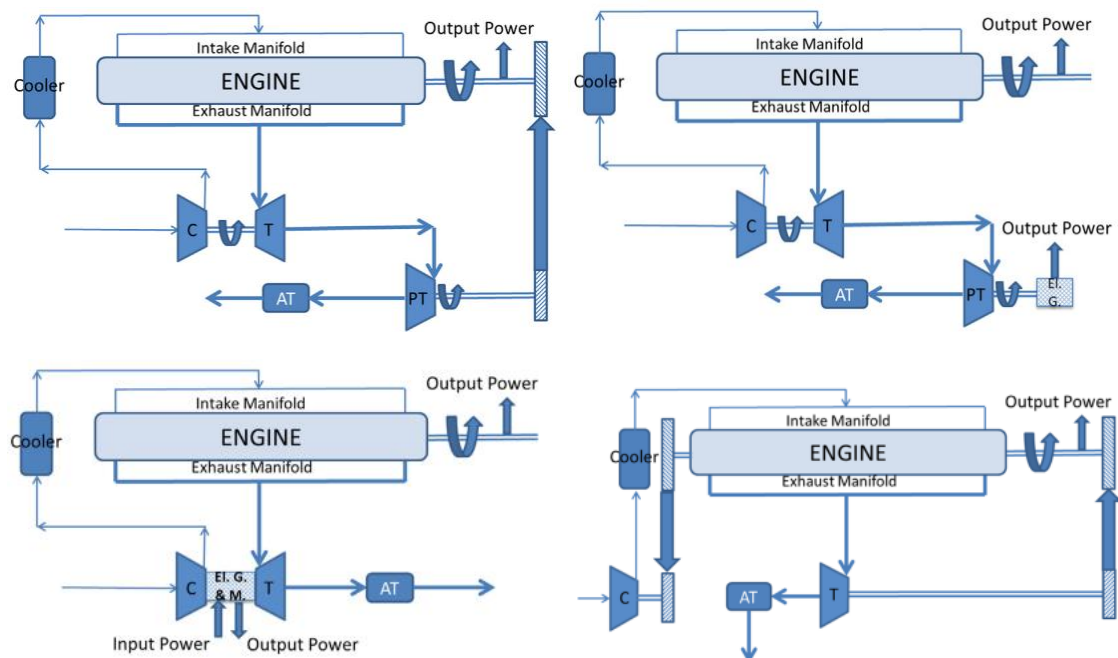 Output Power
Intake Manifold
Cooler
ENGINE
Exhaust Manifold
C
T
PT
AT
Output Power
Intake Manifold
Cooler
ENGINE
Exhaust Manifold
C
T
Output Power
PT
El.
G.
AT
Output Power
Intake Manifold
Cooler
ENGINE
Exhaust Manifold
C
El. G.
& M.
T
AT
Input Power
Output Power
Output Power
Intake Manifold
Cooler
ENGINE
Exhaust Manifold
C
AT
T